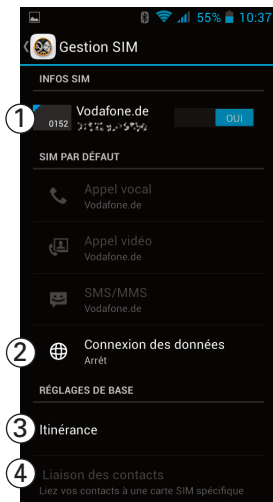 55% 10:37
Gestion SIM
INFOS SIM
1
Vodafone.de
0152
OUI
SIM PAR DÉFAUT
Appel vocal
Vodafone.de
Appel vidéo
Vodafone.de
SMS/MMS
Vodafone.de
2
Connexion des données
Arrêt
RÉGLAGES DE BASE
3
Itinérance
4
Liaison des contacts
Liez vos contacts à une carte SIM spécifique